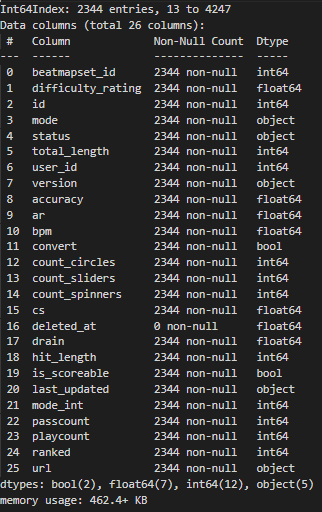 Int64Index: 2344 entries, 13 to 4247
Data columns (total 26 columns):
 #   Column             Non-Null Count  Dtype
---  ------             --------------  -----
 0   beatmapset_id      2344 non-null   int64
 1   difficulty_rating  2344 non-null   float64
 2   id                 2344 non-null   int64
 3   mode               2344 non-null   object
 4   status             2344 non-null   object
 5   total_length       2344 non-null   int64
 6   user_id            2344 non-null   int64
 7   version            2344 non-null   object
 8   accuracy           2344 non-null   float64
 9   ar                 2344 non-null   float64
 10  bpm                2344 non-null   float64
 11  convert            2344 non-null   bool
 12  count_circles      2344 non-null   int64
 13  count_sliders      2344 non-null   int64
 14  count_spinners     2344 non-null   int64
 15  cs                 2344 non-null   float64
 16  deleted_at         0 non-null      float64
 17  drain              2344 non-null   float64
 18  hit_length         2344 non-null   int64
 19  is_scoreable       2344 non-null   bool
 20  last_updated       2344 non-null   object
 21  mode_int           2344 non-null   int64
 22  passcount          2344 non-null   int64
 23  playcount          2344 non-null   int64
 24  ranked             2344 non-null   int64
 25  url                2344 non-null   object
dtypes: bool(2), float64(7), int64(12), object(5)
memory usage: 462.4+ KB